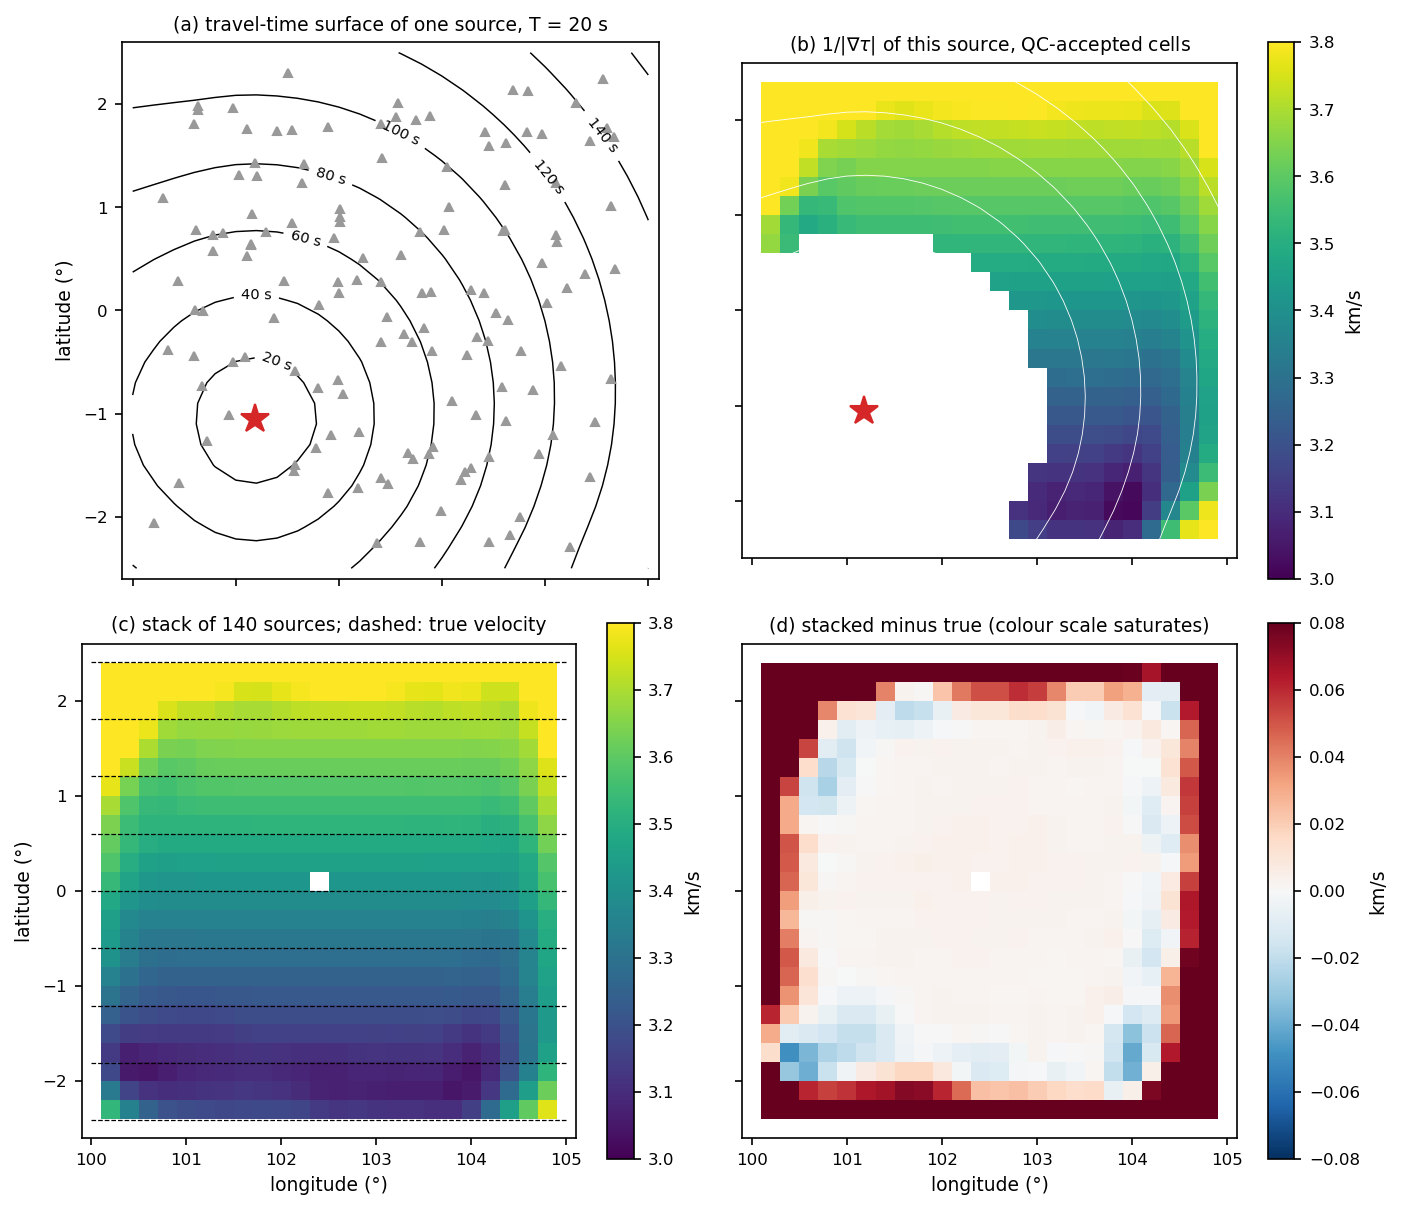 (a) travel-time surface of one source, T = 20 s
latitude (°)
2
1
0
−1
−2
20 s
40 s
60 s
80 s
100 s
120 s
140 s
(b) 1/|∇τ| of this source, QC-accepted cells
3.8
3.7
3.6
3.5
3.4
3.3
3.2
3.1
3.0
km/s
(c) stack of 140 sources; dashed: true velocity
latitude (°)
2
1
0
−1
−2
100
101
102
103
104
105
longitude (°)
3.8
3.7
3.6
3.5
3.4
3.3
3.2
3.1
3.0
km/s
(d) stacked minus true (colour scale saturates)
100
101
102
103
104
105
longitude (°)
0.08
0.06
0.04
0.02
0.00
−0.02
−0.04
−0.06
−0.08
km/s